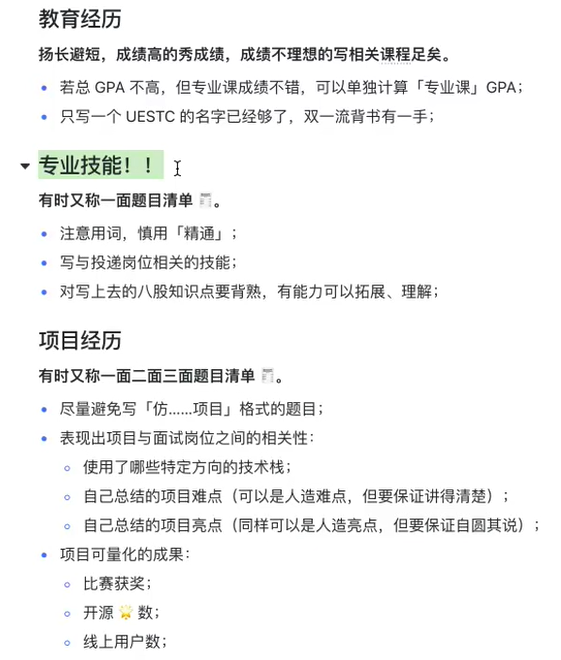 教育经历
扬长避短，成绩高的秀成绩，成绩不理想的写相关课程足矣。
若总 GPA 不高，但专业课成绩不错，可以单独计算「专业课」GPA；
只写一个 UESTC 的名字已经够了，双一流背书有一手；
专业技能！！
有时又称一面题目清单 🧾。
注意用词，慎用「精通」；
写与投递岗位相关的技能；
对写上去的八股知识点要背熟，有能力可以拓展、理解；
项目经历
有时又称一面二面三面题目清单 🧾。
尽量避免写「仿……项目」格式的题目；
表现出项目与面试岗位之间的相关性：
使用了哪些特定方向的技术栈；
自己总结的项目难点（可以是人造难点，但要保证讲得清楚）；
自己总结的项目亮点（同样可以是人造亮点，但要保证自圆其说）；
项目可量化的成果：
比赛获奖；
开源 🌟 数；
线上用户数；